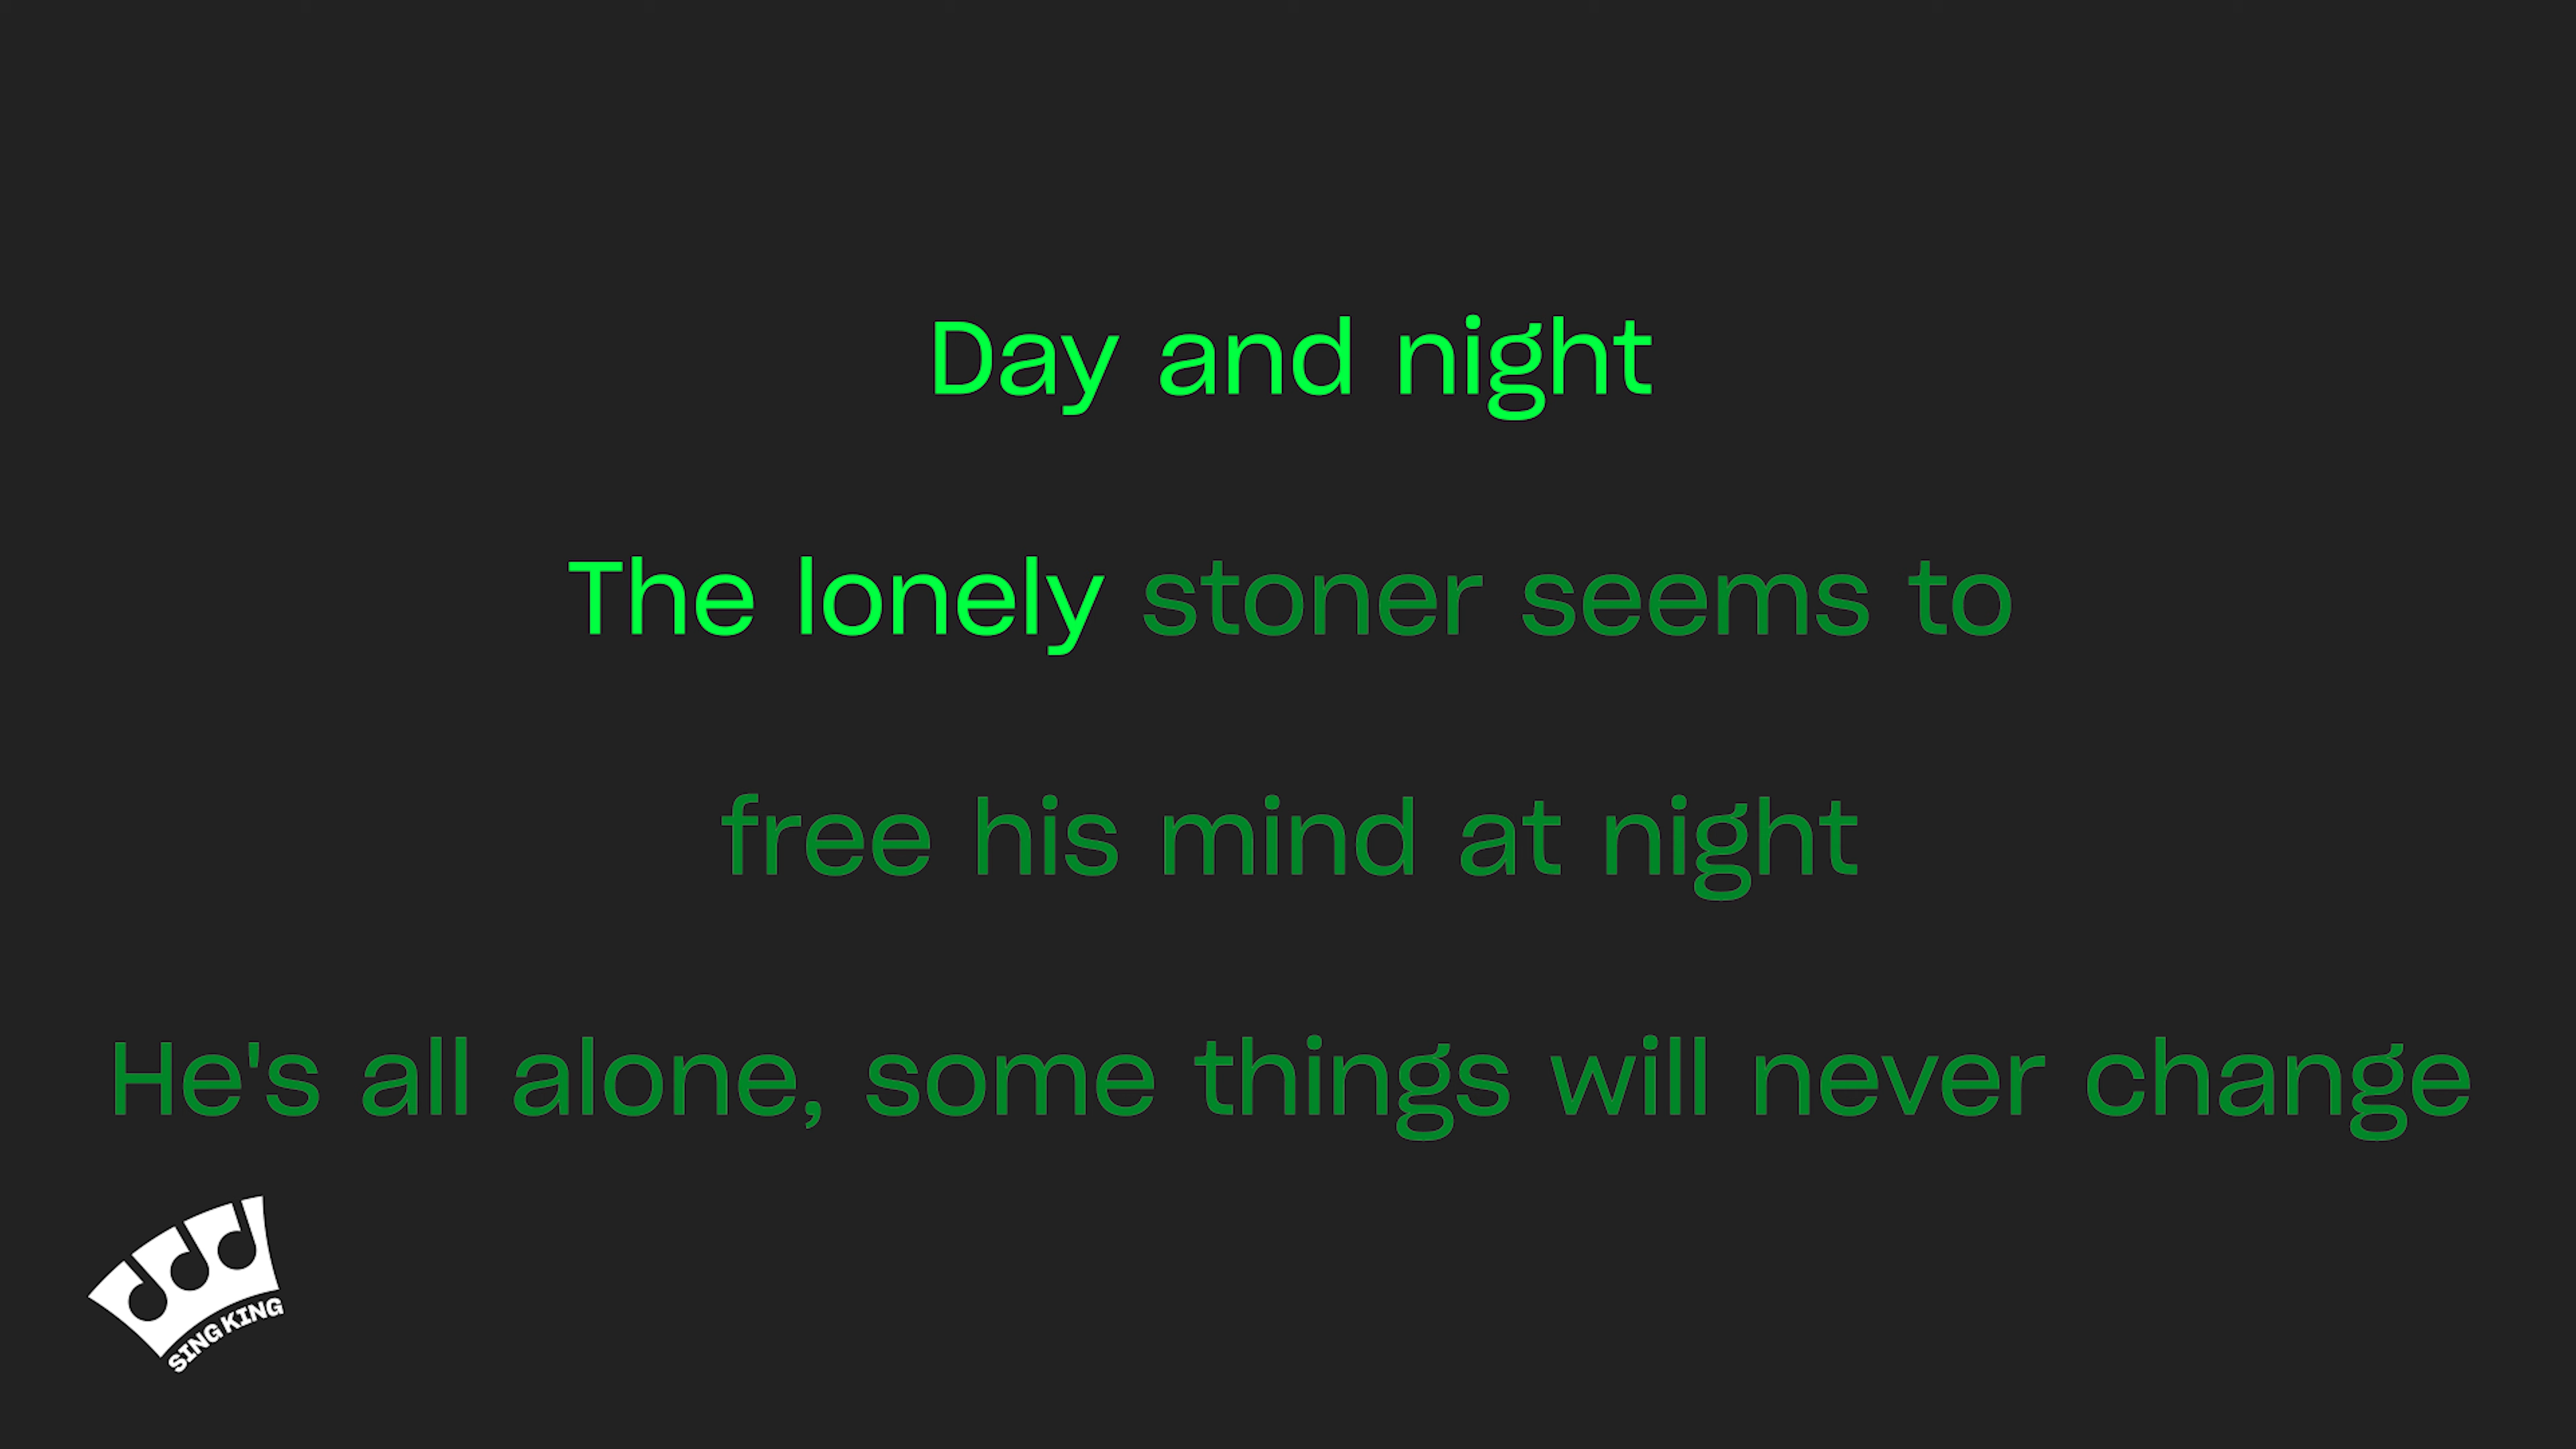 Day and night
The lonely stoner seems to
free his mind at night
He's all alone, some things will never change
SING KING